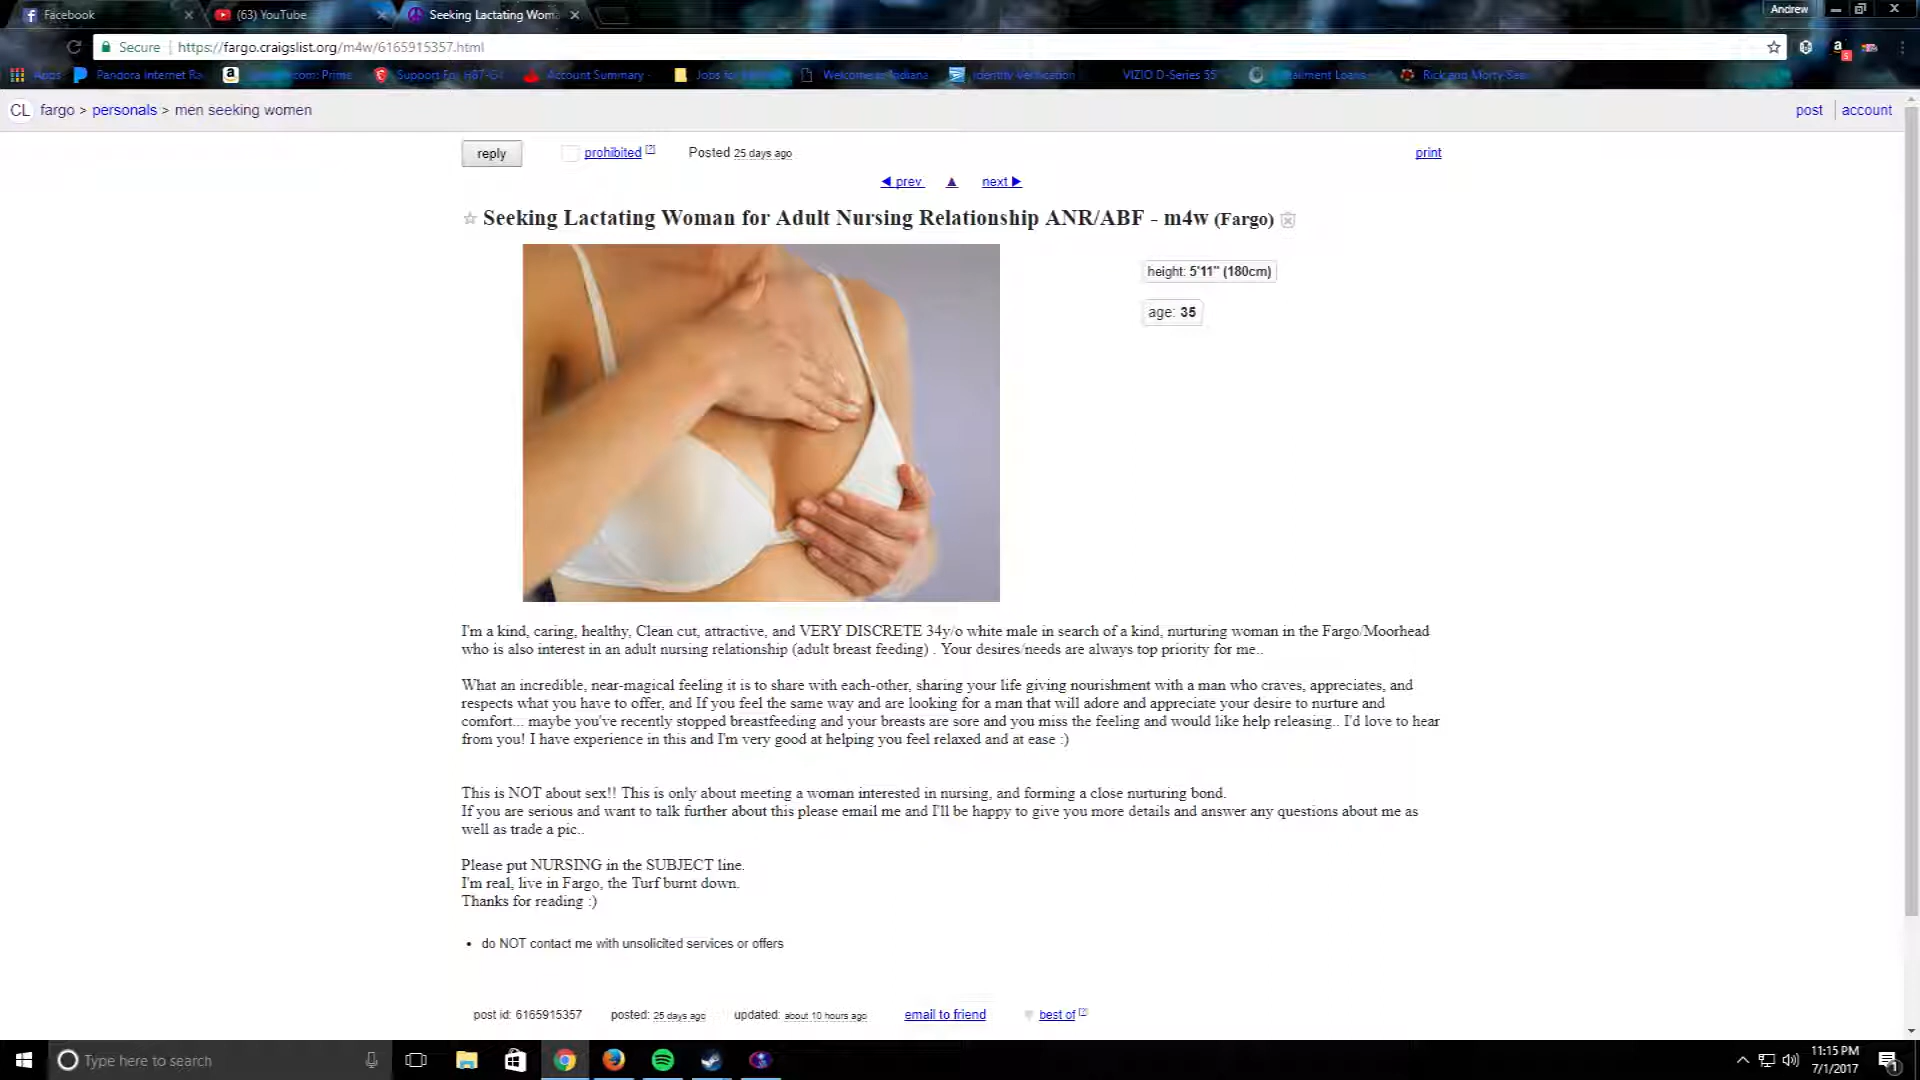 Facebook
(63) YouTube
Seeking Lactating Wom
Andrew
Secure
https://fargo.craigslist.org/m4w/6165915357.html
Apps
Pandora Internet Ra
.com: Prime
Support For H87-G
Account Summary
Jobs for
Welcome to Indiana
Identity Verification
VIZIO D-Series 55
ailment Loans
Rick and Morty Sea
CL fargo > personals > men seeking women
post account
reply
prohibited [?]
Posted 25 days ago
print
◀ prev ▲ next ▶
☆ Seeking Lactating Woman for Adult Nursing Relationship ANR/ABF - m4w (Fargo)
height: 5'11" (180cm)
age: 35
I'm a kind, caring, healthy, Clean cut, attractive, and VERY DISCRETE 34y/o white male in search of a kind, nurturing woman in the Fargo/Moorhead
who is also interest in an adult nursing relationship (adult breast feeding) . Your desires/needs are always top priority for me..
What an incredible, near-magical feeling it is to share with each-other, sharing your life giving nourishment with a man who craves, appreciates, and
respects what you have to offer, and If you feel the same way and are looking for a man that will adore and appreciate your desire to nurture and
comfort... maybe you've recently stopped breastfeeding and your breasts are sore and you miss the feeling and would like help releasing.. I'd love to hear
from you! I have experience in this and I'm very good at helping you feel relaxed and at ease :)
This is NOT about sex!! This is only about meeting a woman interested in nursing, and forming a close nurturing bond.
If you are serious and want to talk further about this please email me and I'll be happy to give you more details and answer any questions about me as
well as trade a pic..
Please put NURSING in the SUBJECT line.
I'm real, live in Fargo, the Turf burnt down.
Thanks for reading :)
• do NOT contact me with unsolicited services or offers
post id: 6165915357
posted: 25 days ago
updated: about 10 hours ago
email to friend
best of [?]
Type here to search
11:15 PM
7/1/2017